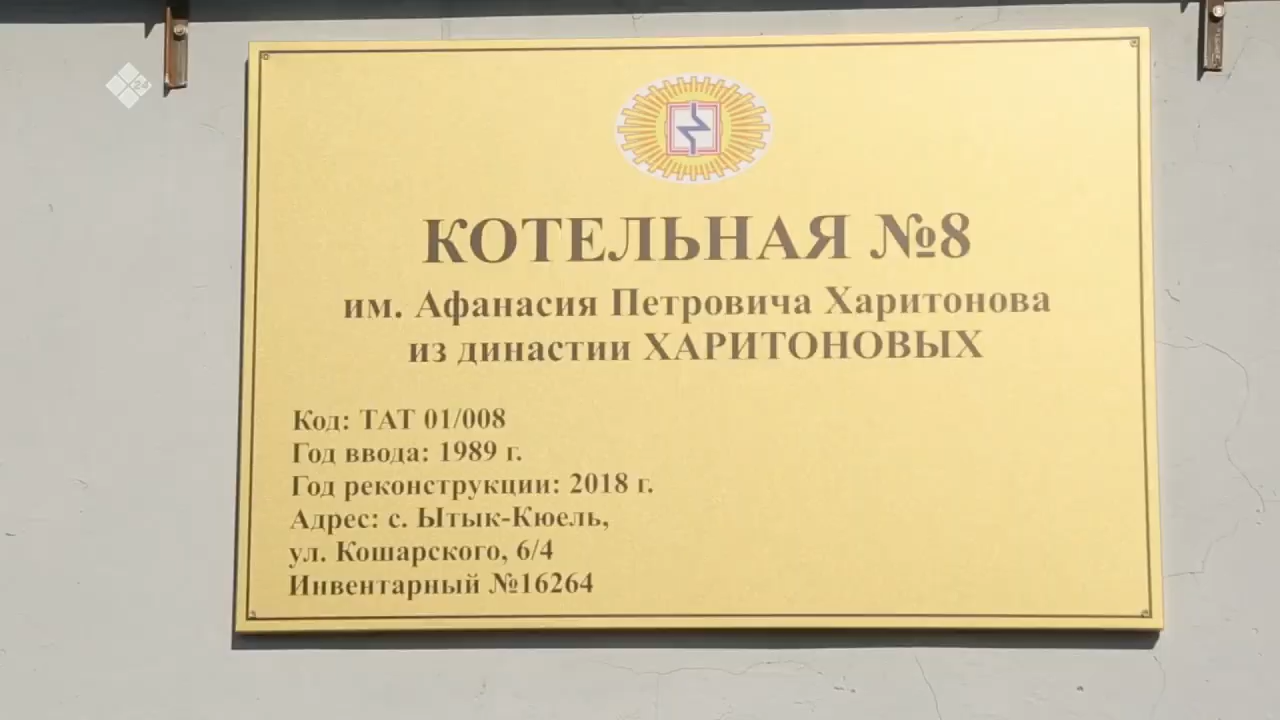 24
КОТЕЛЬНАЯ №8
им. Афанасия Петровича Харитонова
из династии ХАРИТОНОВЫХ
Код: ТАТ 01/008
Год ввода: 1989 г.
Год реконструкции: 2018 г.
Адрес: с. Ытык-Кюель,
ул. Кошарского, 6/4
Инвентарный №16264